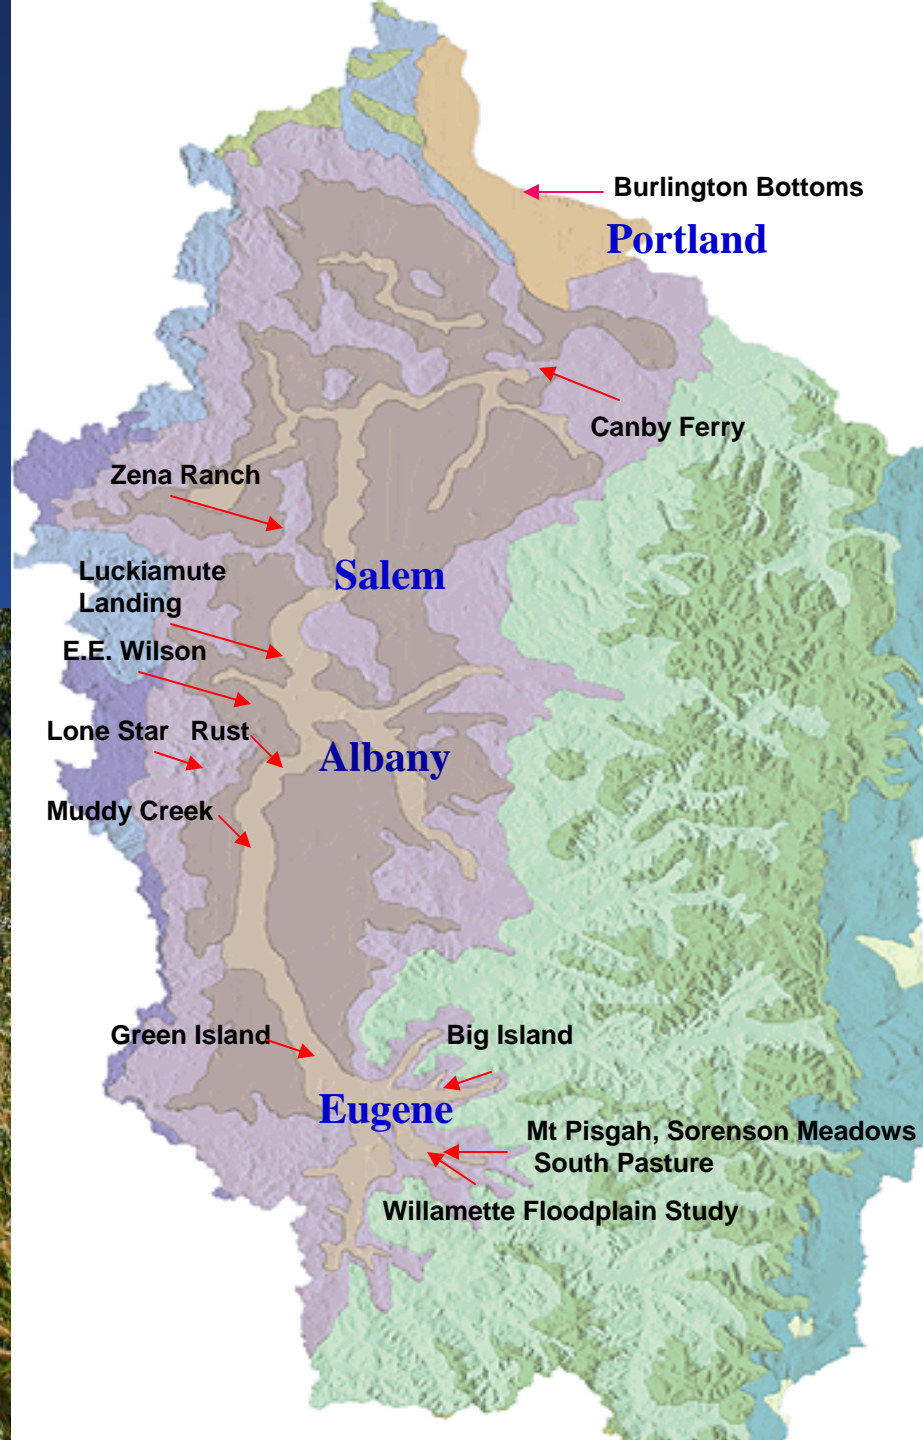 Burlington Bottoms
Portland
Canby Ferry
Zena Ranch
Salem
Luckiamute
Landing
E.E. Wilson
Lone Star
Rust
Albany
Muddy Creek
Green Island
Big Island
Eugene
Mt Pisgah, Sorenson Meadows
South Pasture
Willamette Floodplain Study